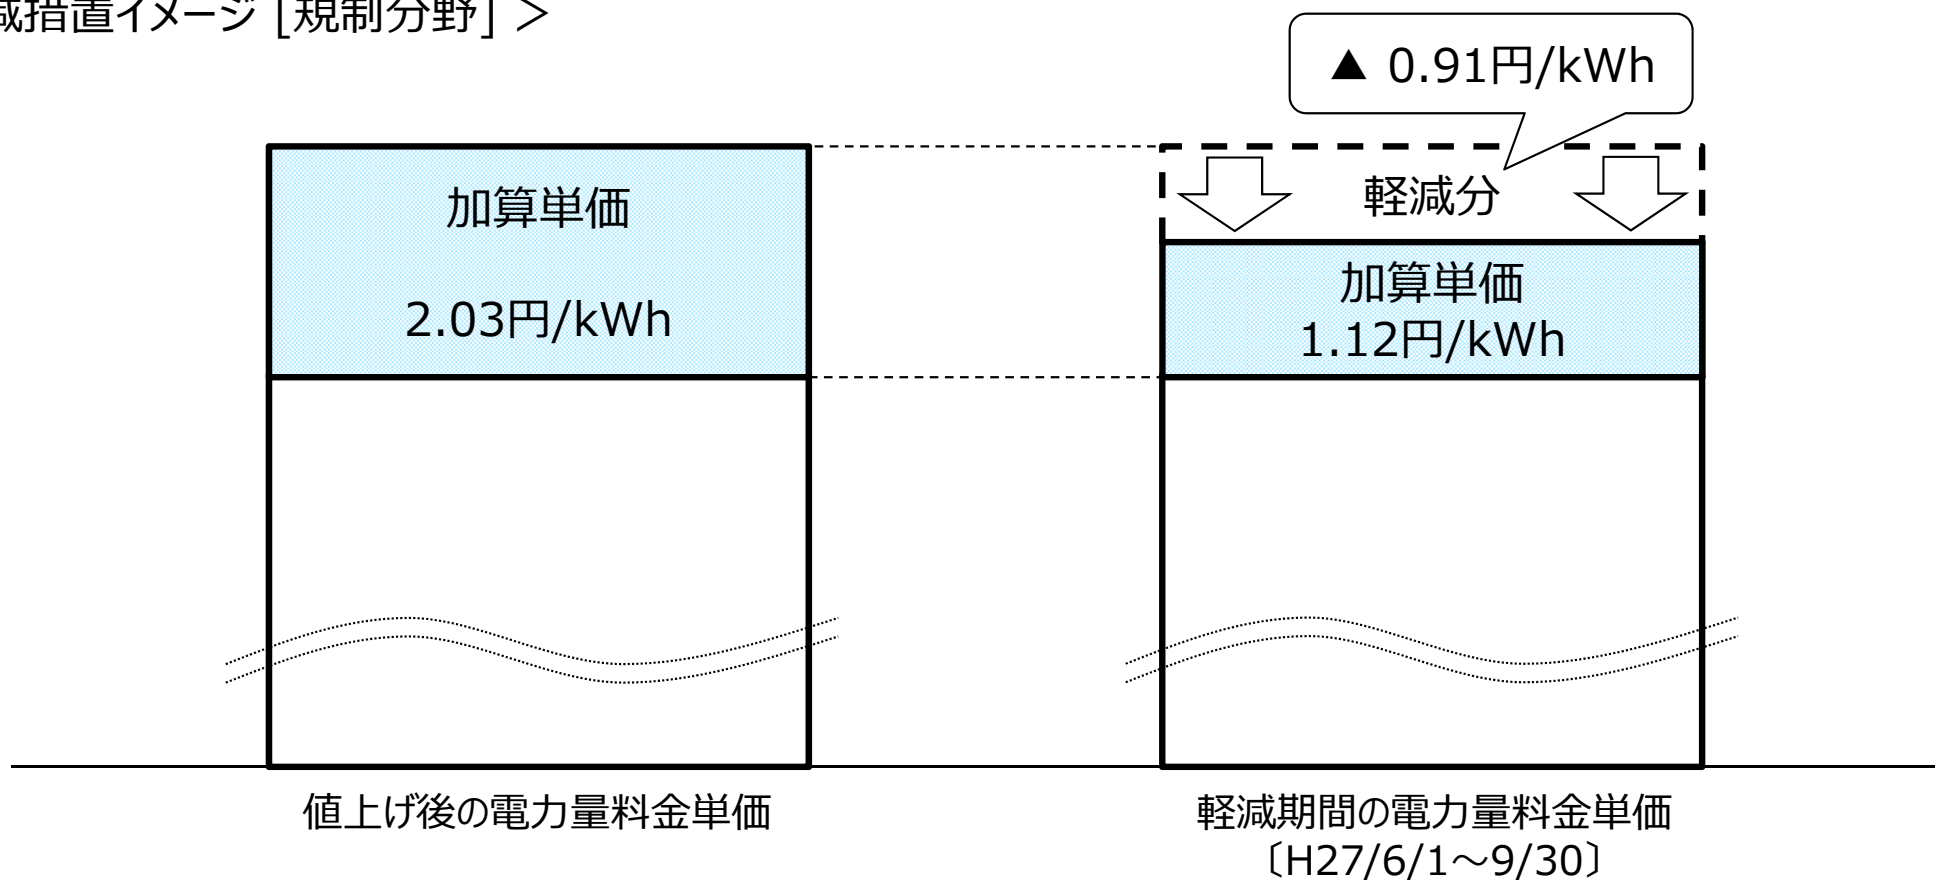 減措置イメージ [規制分野] ＞
▲ 0.91円/kWh
加算単価
2.03円/kWh
軽減分
加算単価
1.12円/kWh
値上げ後の電力量料金単価
軽減期間の電力量料金単価
〔H27/6/1～9/30〕